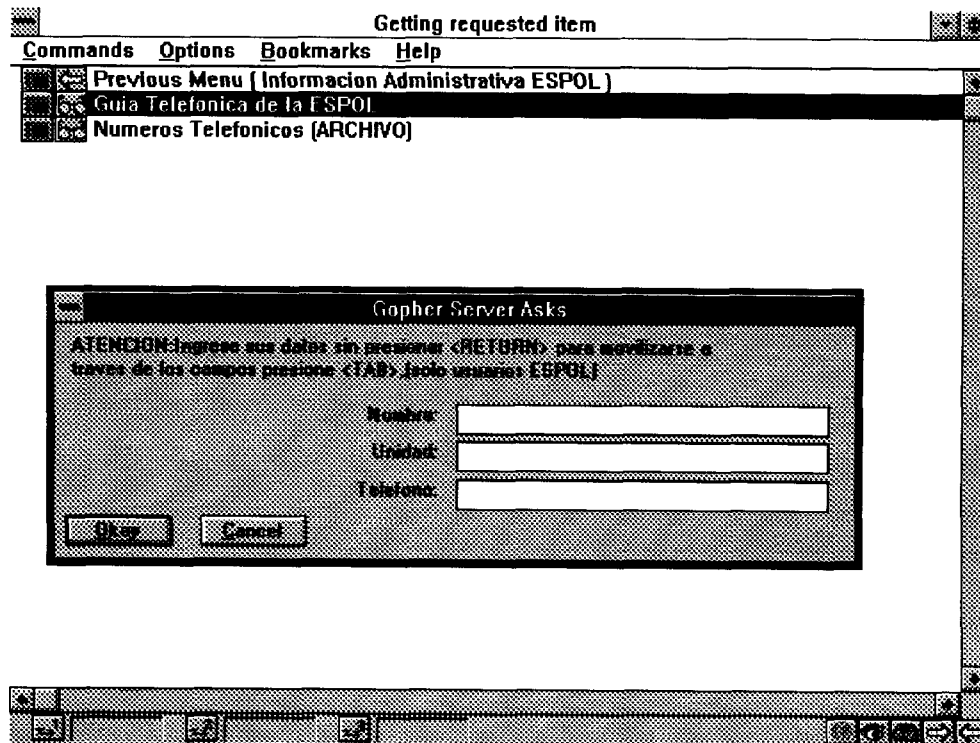 Getting requested item
Commands Options Bookmarks Help
Previous Menu ( Informacion Administrativa ESPOL )
Guia Telefonica de la ESPOL
Numeros Telefonicos (ARCHIVO)
Gopher Server Asks
ATENCION:Ingrese sus datos sin presionar <RETURN> para movilizarse a
traves de los campos presione <TAB>.(solo usuarios ESPOL)
Nombre:
Unidad:
Telefono:
Okay Cancel